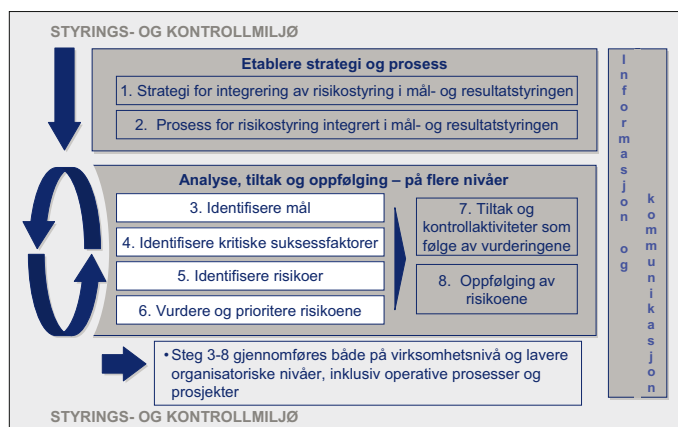 STYRINGS- OG KONTROLLMILJØ
Etablere strategi og prosess
1. Strategi for integrering av risikostyring i mål- og resultatstyringen
2. Prosess for risikostyring integrert i mål- og resultatstyringen
Analyse, tiltak og oppfølging – på flere nivåer
3. Identifisere mål
4. Identifisere kritiske suksessfaktorer
5. Identifisere risikoer
6. Vurdere og prioritere risikoene
7. Tiltak og
kontrollaktiviteter som
følge av vurderingene
8. Oppfølging av
risikoene
• Steg 3-8 gjennomføres både på virksomhetsnivå og lavere
organisatoriske nivåer, inklusiv operative prosesser og
prosjekter
Informasjon og
kommunikasjon
STYRINGS- OG KONTROLLMILJØ